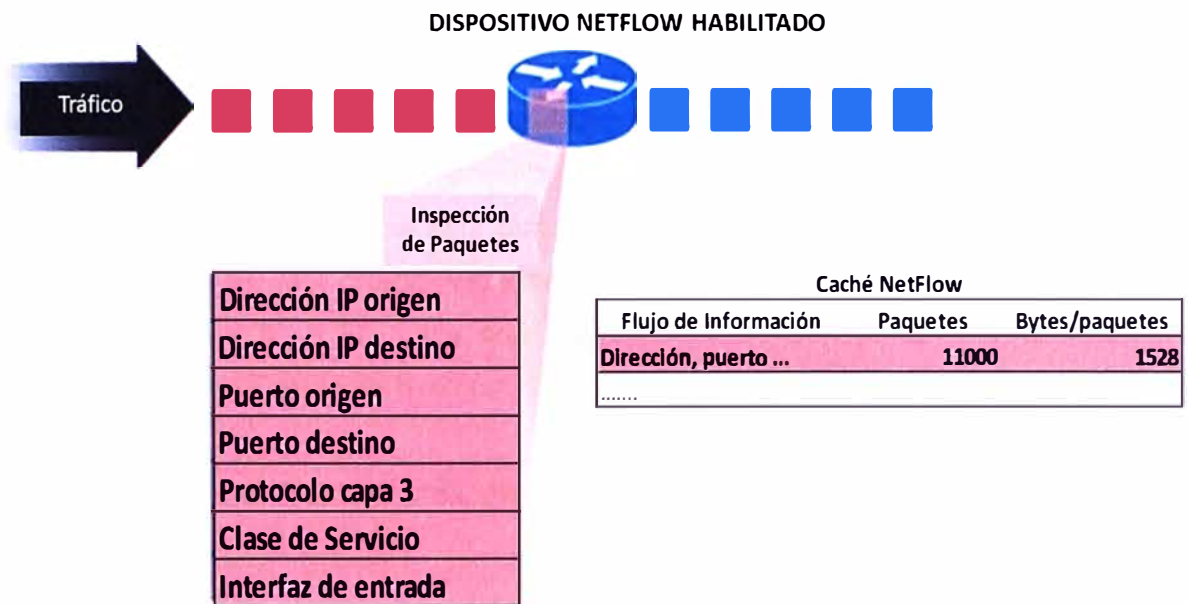 DISPOSITIVO NETFLOW HABILITADO
Tráfico
Inspección
de Paquetes
Dirección IP origen
Dirección IP destino
Puerto origen
Puerto destino
Protocolo capa 3
Clase de Servicio
Interfaz de entrada
Caché NetFlow
Flujo de Información Paquetes Bytes/paquetes
Dirección, puerto ... 11000 1528
.......